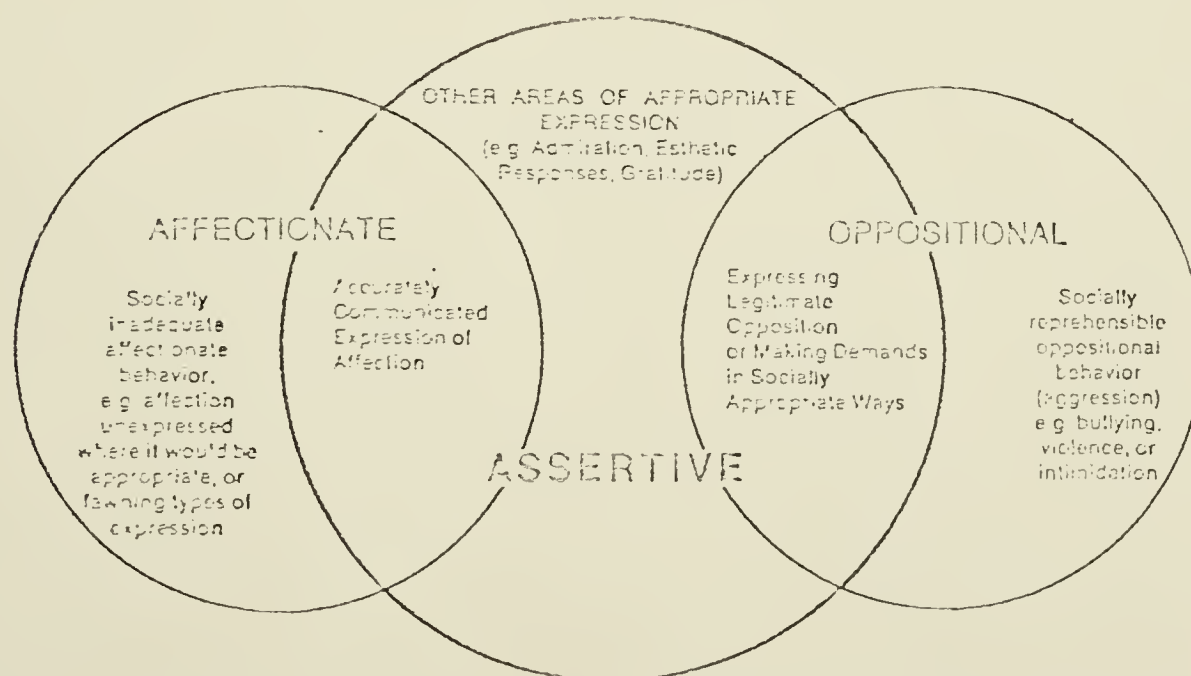 OTHER AREAS OF APPROPRIATE
EXPRESSION
(e.g. Admiration, Esthetic
Responses, Gratitude)
AFFECTIONATE
Socially
inadequate
affectionate
behavior,
e.g. affection
unexpressed
where it would be
appropriate, or
fawning types of
expression
Accurately
Communicated
Expression of
Affection
ASSERTIVE
OPPOSITIONAL
Expressing
Legitimate
Opposition
or Making Demands
in Socially
Appropriate Ways
Socially
reprehensible
oppositional
behavior
(aggression)
e.g. bullying,
violence, or
intimidation